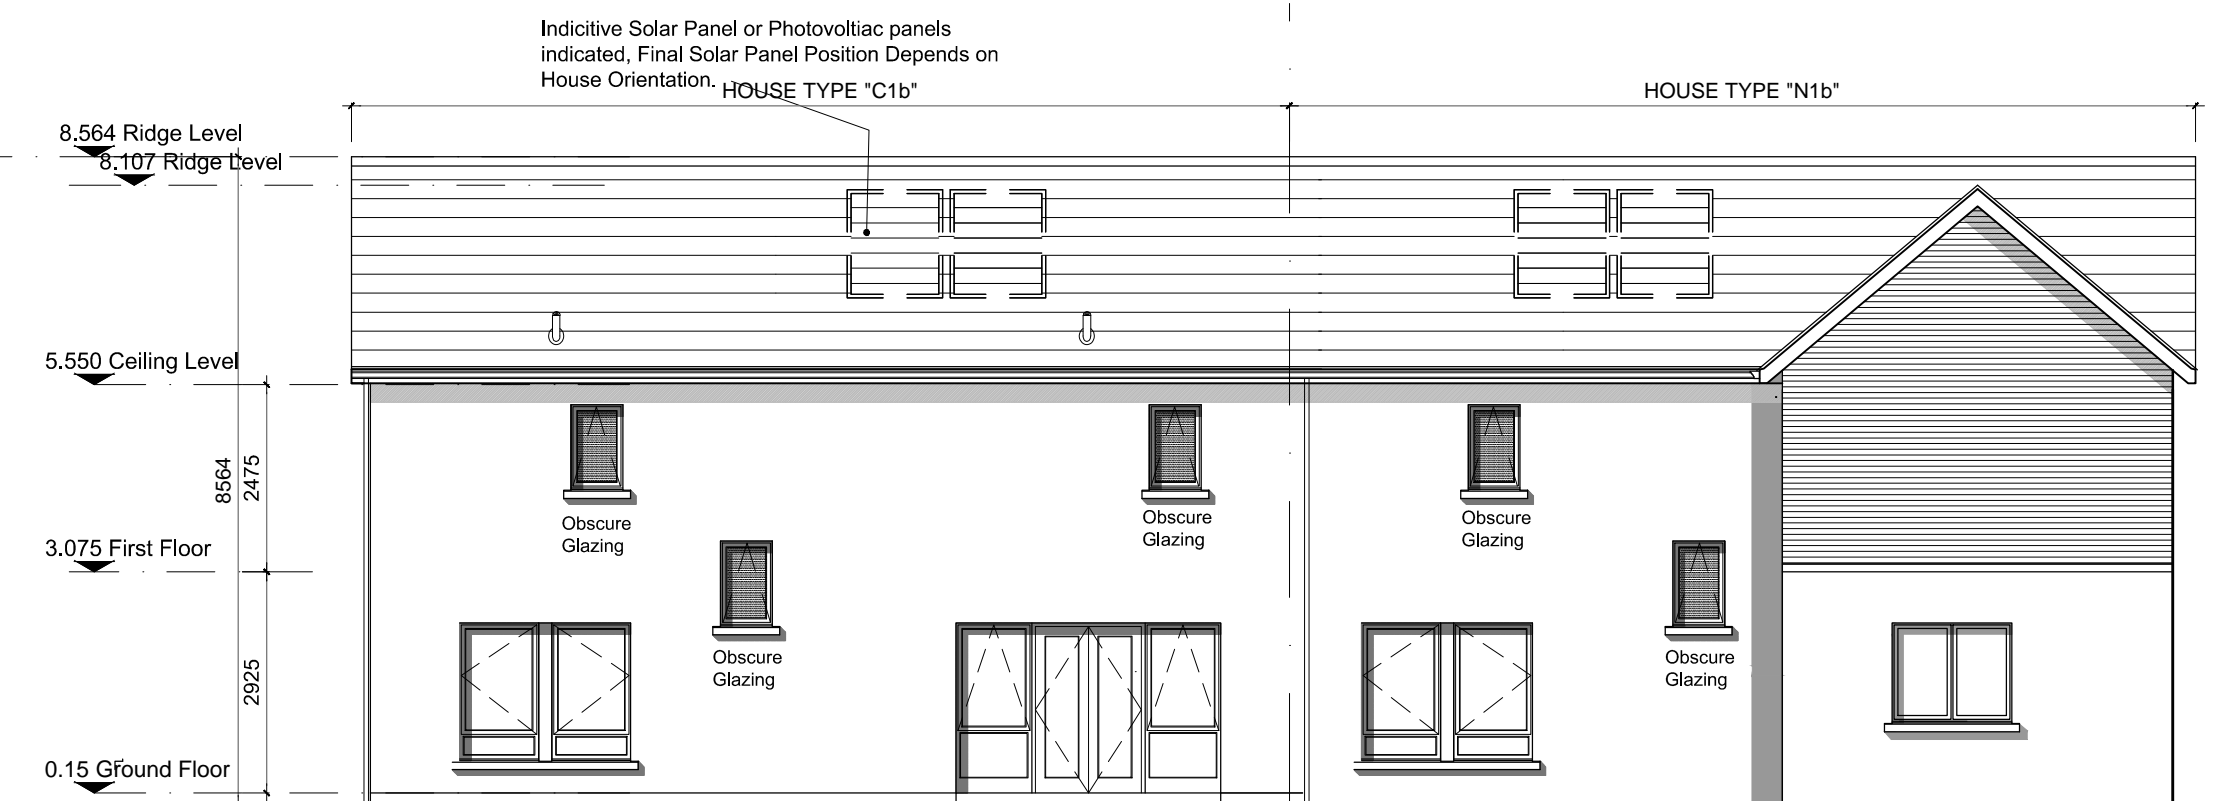 Indicitive Solar Panel or Photovoltiac panels
indicated, Final Solar Panel Position Depends on
House Orientation.
HOUSE TYPE "C1b"
HOUSE TYPE "N1b"
8.564 Ridge Level
8.107 Ridge Level
5.550 Ceiling Level
8564
2475
Obscure
Glazing
Obscure
Glazing
Obscure
Glazing
3.075 First Floor
2925
Obscure
Glazing
Obscure
Glazing
0.15 Ground Floor